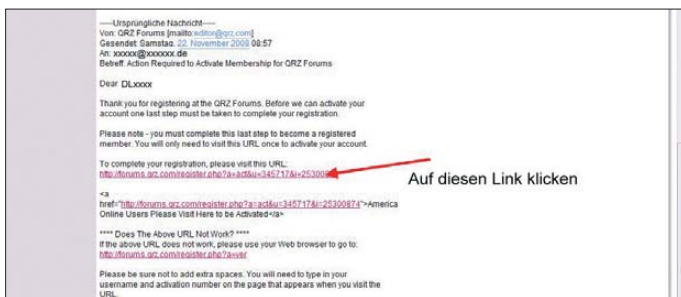 -----Ursprüngliche Nachricht-----
Von: QRZ Forums [mailto:editor@qrz.com]
Gesendet: Samstag, 22. November 2008 08:57
An: xxxxx@xxxxxx.de
Betreff: Action Required to Activate Membership for QRZ Forums
Dear DLxxxx
Thank you for registering at the QRZ Forums. Before we can activate your
account one last step must be taken to complete your registration.
Please note - you must complete this last step to become a registered
member. You will only need to visit this URL once to activate your account.
To complete your registration, please visit this URL:
http://forums.qrz.com/register.php?a=act&u=345717&i=25300874
Auf diesen Link klicken
<a
href="http://forums.qrz.com/register.php?a=act&u=345717&i=25300874">America
Online Users Please Visit Here to be Activated</a>
**** Does The Above URL Not Work? ****
If the above URL does not work, please use your Web browser to go to:
http://forums.qrz.com/register.php?a=ver
Please be sure not to add extra spaces. You will need to type in your
username and activation number on the page that appears when you visit the
URL.